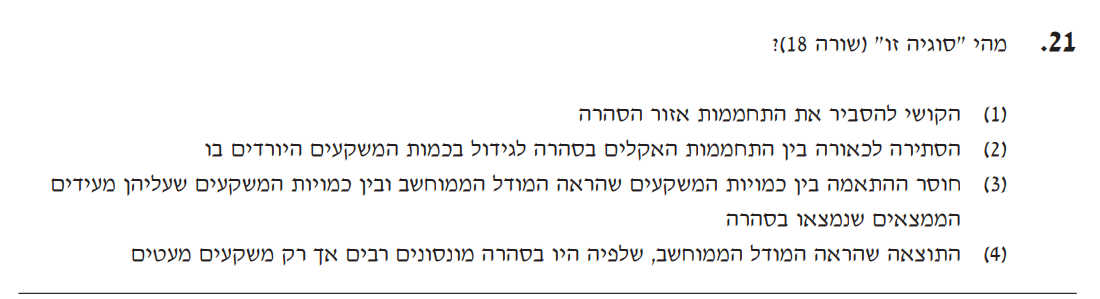 21. מהי "סוגיה זו" (שורה 18)?
(1) הקושי להסביר את התחממות אזור הסהרה
(2) הסתירה לכאורה בין התחממות האקלים בסהרה לגידול בכמות המשקעים היורדים בו
(3) חוסר ההתאמה בין כמויות המשקעים שהראה המודל הממוחשב ובין כמויות המשקעים שעליהן מעידים
הממצאים שנמצאו בסהרה
(4) התוצאה שהראה המודל הממוחשב, שלפיה היו בסהרה מונסונים רבים אך רק משקעים מעטים